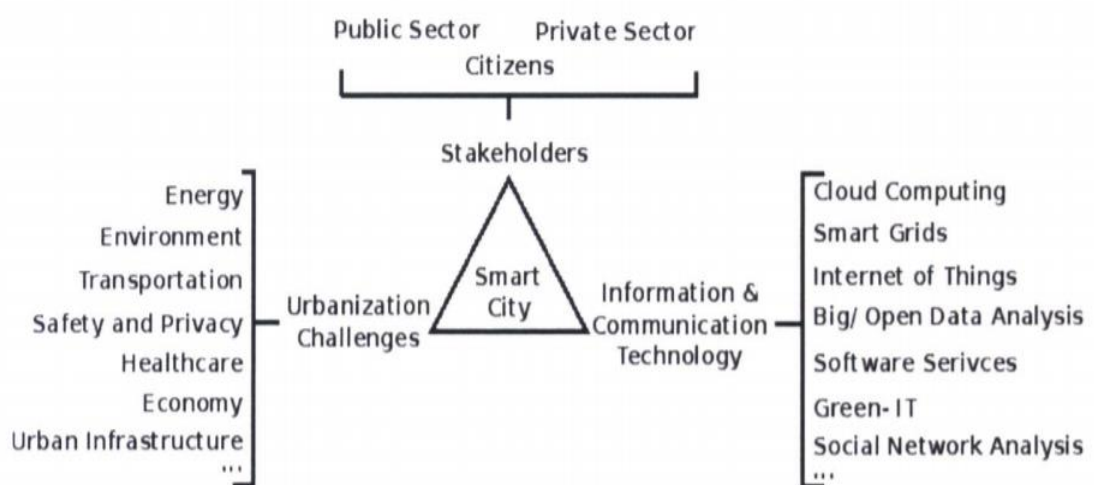 Public Sector Private Sector
Citizens
Stakeholders
Energy
Environment
Transportation
Safety and Privacy
Healthcare
Economy
Urban Infrastructure
...
Urbanization
Challenges
Smart
City
Information &
Communication
Technology
Cloud Computing
Smart Grids
Internet of Things
Big/ Open Data Analysis
Software Serivces
Green-IT
Social Network Analysis
...